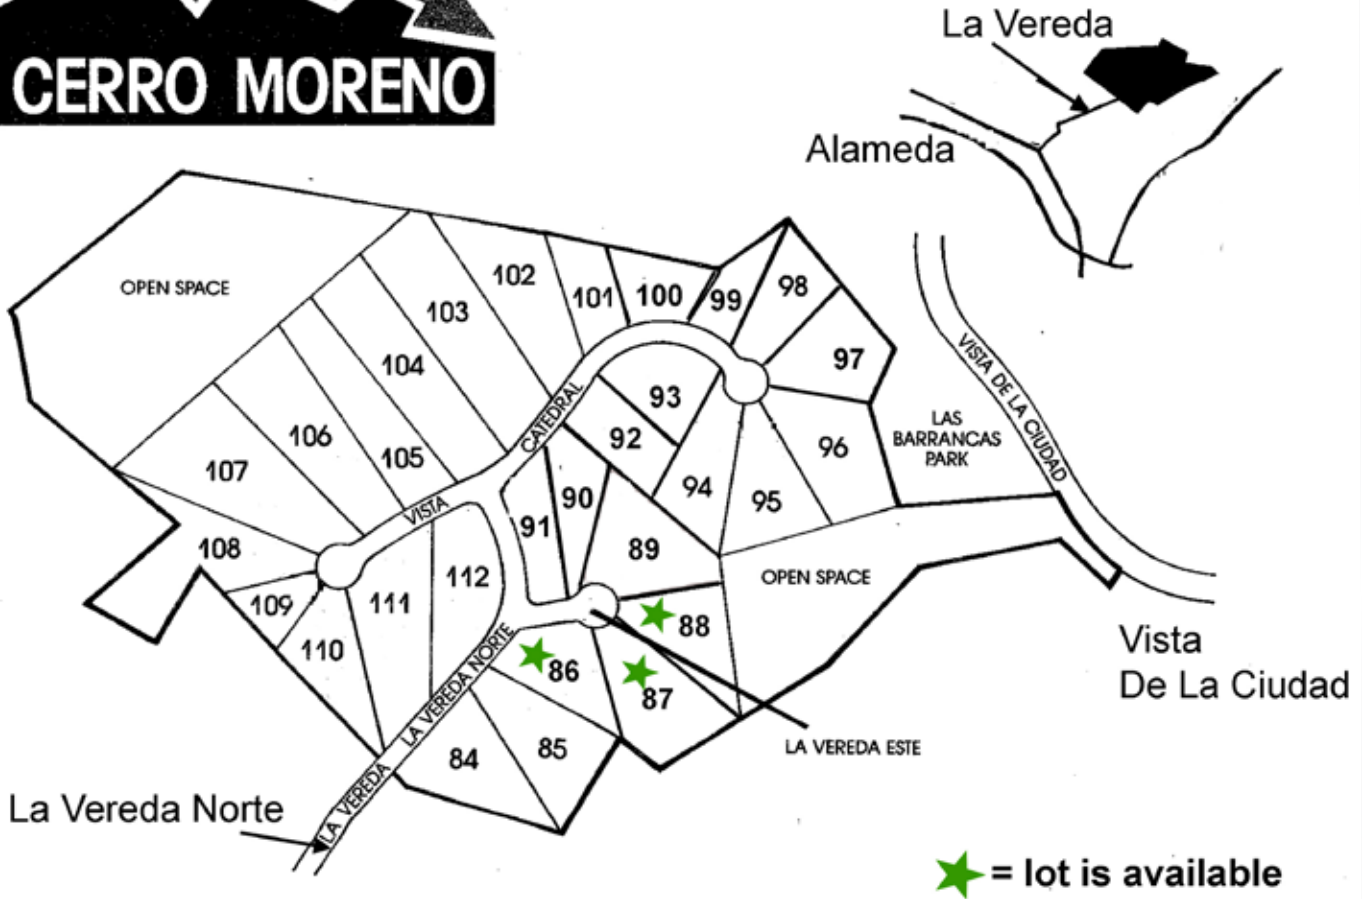 CERRO MORENO
La Vereda
Alameda
OPEN SPACE
102
101
100
99
98
103
97
104
93
VISTA DE LA CIUDAD
LAS
BARRANCAS
PARK
CATEDRAL
92
96
106
105
107
94
95
90
VISTA
91
89
108
112
OPEN SPACE
109
111
88
110
LA VEREDA NORTE
86
87
Vista
De La Ciudad
84
85
LA VEREDA ESTE
LA VEREDA
La Vereda Norte
= lot is available